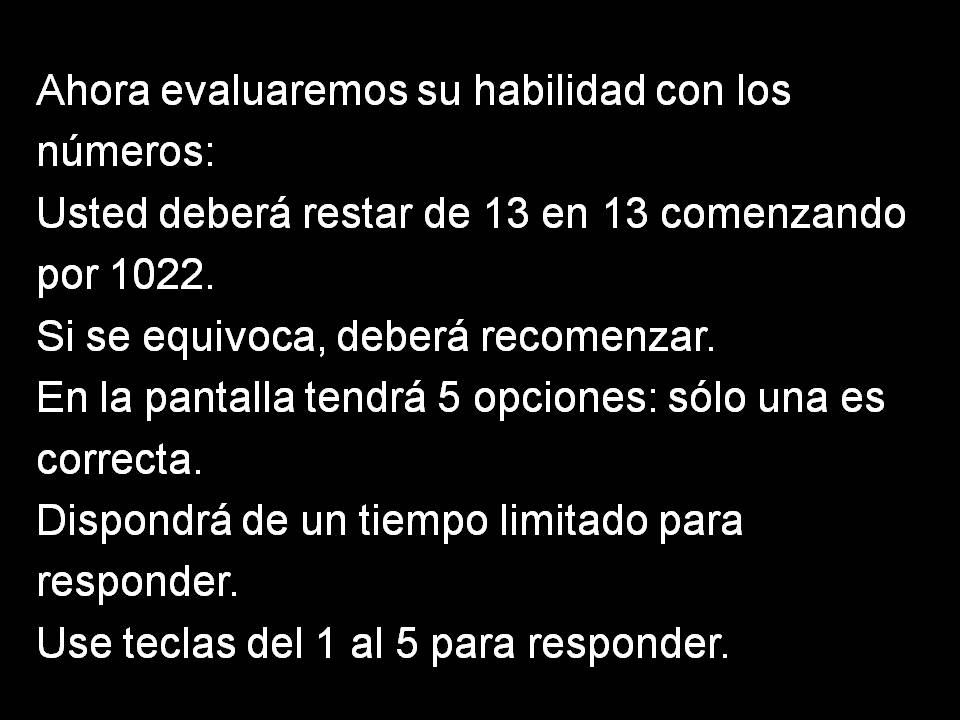 Ahora evaluaremos su habilidad con los
números:
Usted deberá restar de 13 en 13 comenzando
por 1022.
Si se equivoca, deberá recomenzar.
En la pantalla tendrá 5 opciones: sólo una es
correcta.
Dispondrá de un tiempo limitado para
responder.
Use teclas del 1 al 5 para responder.